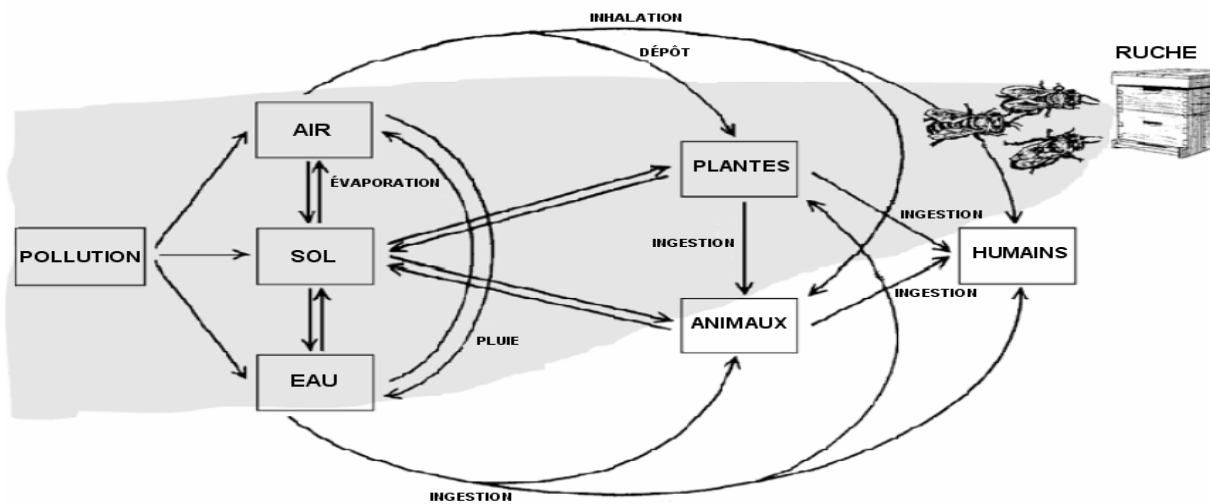 INHALATION
DÉPÔT
RUCHE
AIR
ÉVAPORATION
PLANTES
INGESTION
POLLUTION
SOL
INGESTION
HUMAINS
INGESTION
ANIMAUX
PLUIE
EAU
INGESTION